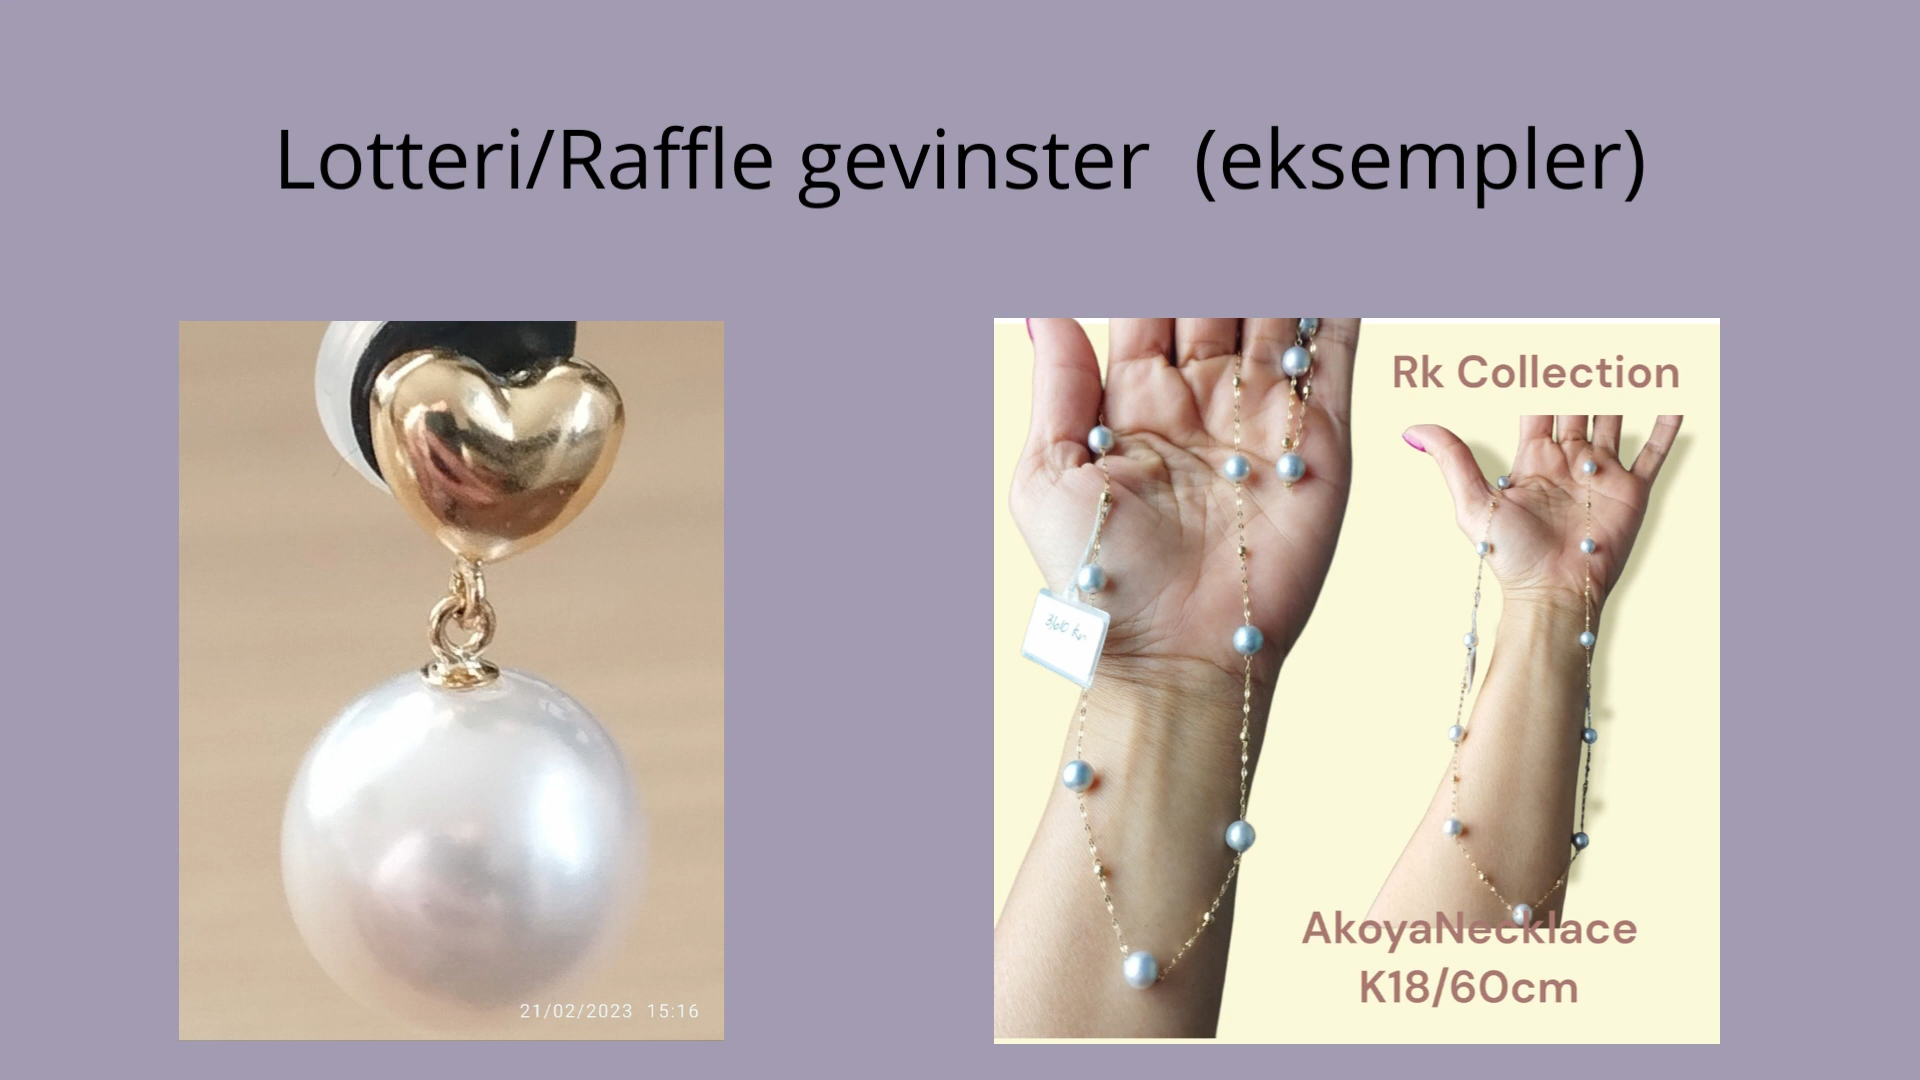 Lotteri/Raffle gevinster (eksempler)
21/02/2023 15:16
Rk Collection
AkoyaNecklace
K18/60cm